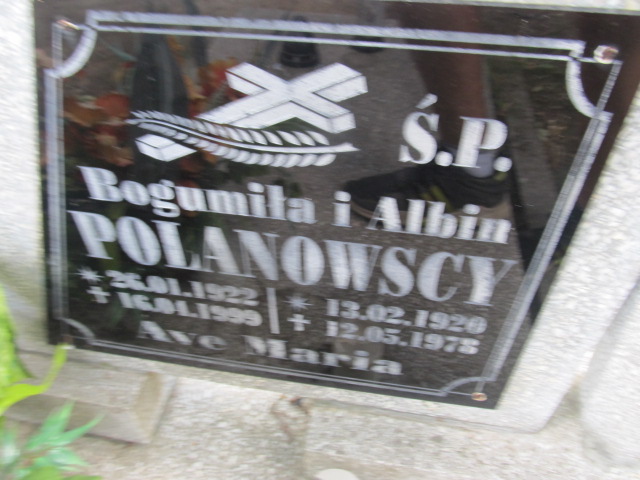 Ś.P.
Bogumiła i Albin
POLANOWSCY
* 26.01.1922 * 13.02.1920
+ 16.01.1999 + 12.05.1978
Ave Maria